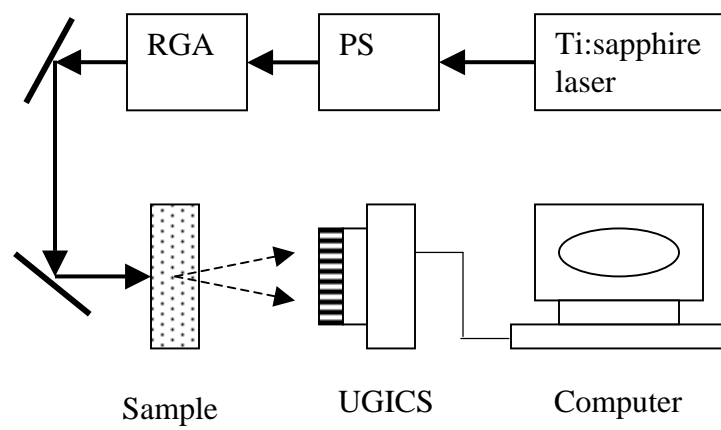 RGA
PS
Ti:sapphire
laser
Sample
UGICS
Computer